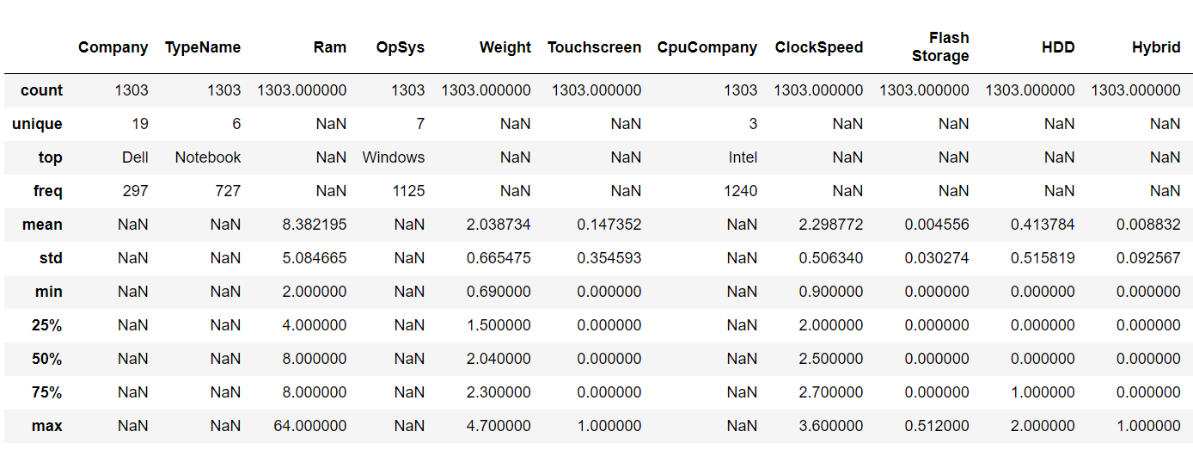 Company TypeName Ram OpSys Weight Touchscreen CpuCompany ClockSpeed Flash Storage HDD Hybrid
count 1303 1303 1303.000000 1303 1303.000000 1303.000000 1303 1303.000000 1303.000000 1303.000000 1303.000000
unique 19 6 NaN 7 NaN NaN 3 NaN NaN NaN NaN
top Dell Notebook NaN Windows NaN NaN Intel NaN NaN NaN NaN
freq 297 727 NaN 1125 NaN NaN 1240 NaN NaN NaN NaN
mean NaN NaN 8.382195 NaN 2.038734 0.147352 NaN 2.298772 0.004556 0.413784 0.008832
std NaN NaN 5.084665 NaN 0.665475 0.354593 NaN 0.506340 0.030274 0.515819 0.092567
min NaN NaN 2.000000 NaN 0.690000 0.000000 NaN 0.900000 0.000000 0.000000 0.000000
25% NaN NaN 4.000000 NaN 1.500000 0.000000 NaN 2.000000 0.000000 0.000000 0.000000
50% NaN NaN 8.000000 NaN 2.040000 0.000000 NaN 2.500000 0.000000 0.000000 0.000000
75% NaN NaN 8.000000 NaN 2.300000 0.000000 NaN 2.700000 0.000000 1.000000 0.000000
max NaN NaN 64.000000 NaN 4.700000 1.000000 NaN 3.600000 0.512000 2.000000 1.000000